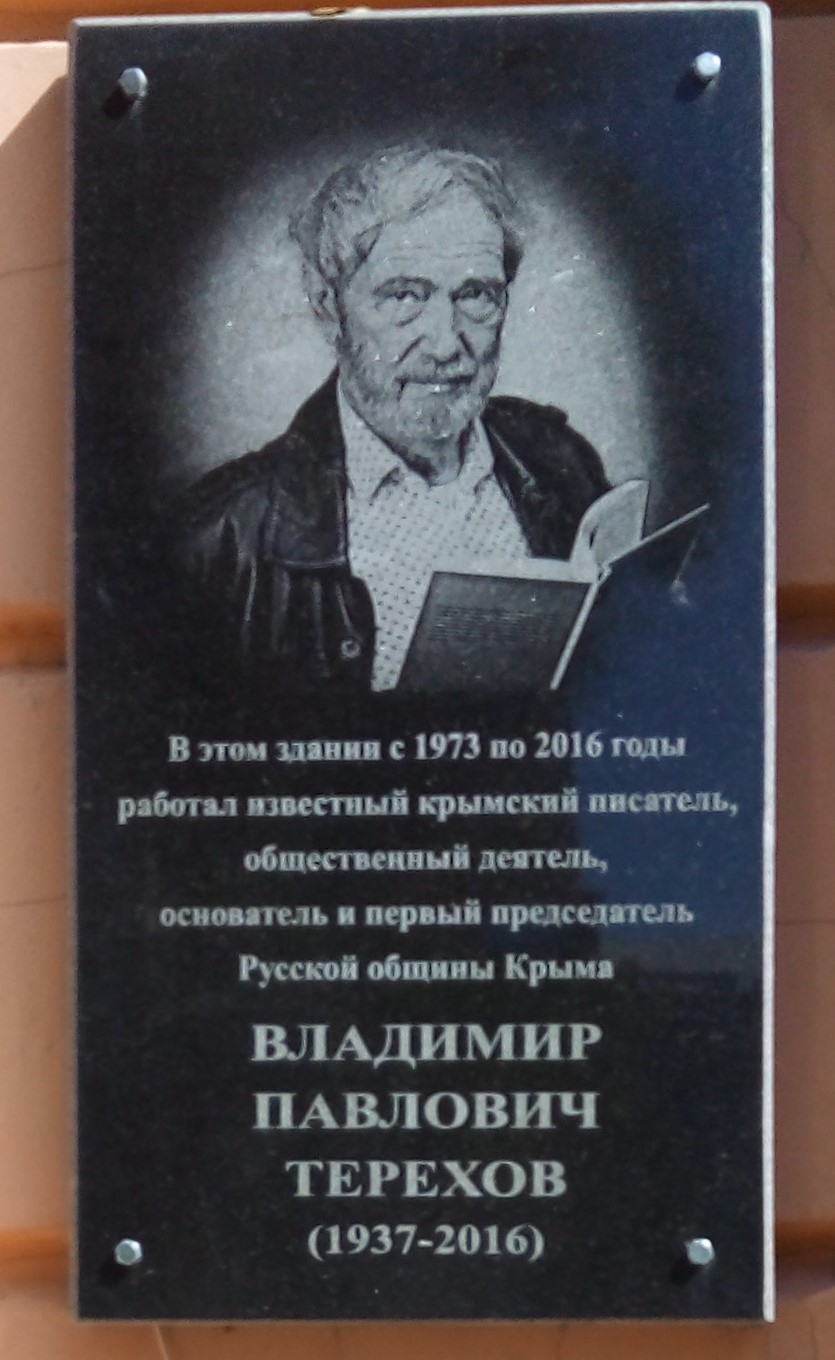 В этом здании с 1973 по 2016 годы
работал известный крымский писатель,
общественный деятель,
основатель и первый председатель
Русской общины Крыма
ВЛАДИМИР
ПАВЛОВИЧ
ТЕРЕХОВ
(1937-2016)